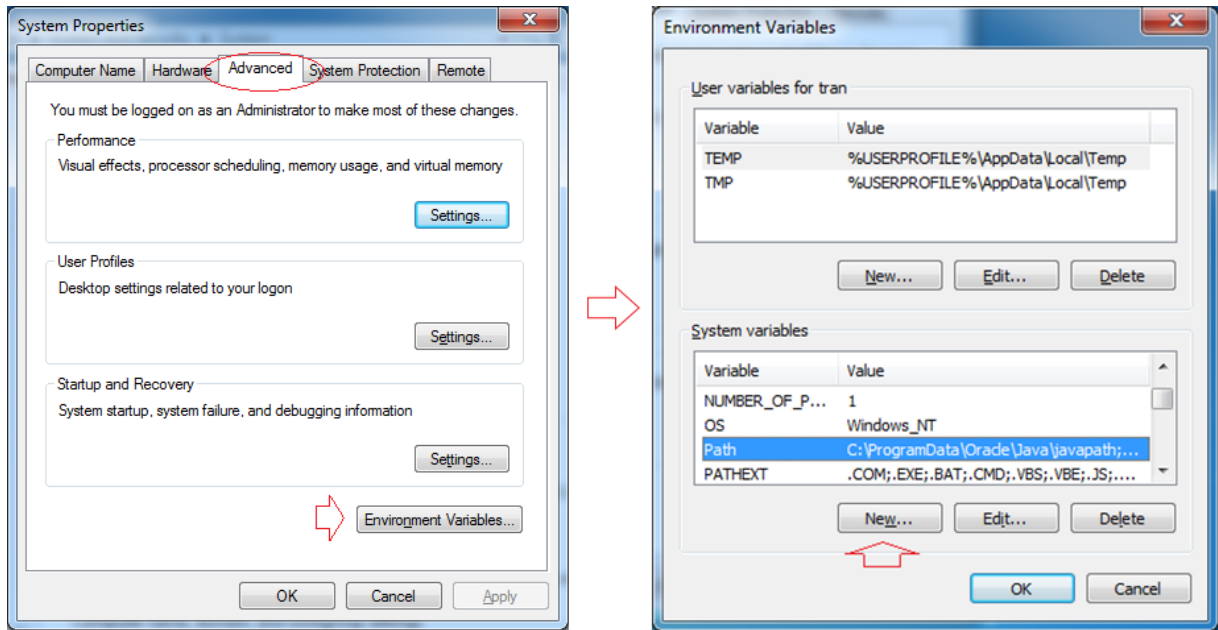 System Properties
Computer Name Hardware Advanced System Protection Remote
You must be logged on as an Administrator to make most of these changes.
Performance
Visual effects, processor scheduling, memory usage, and virtual memory
Settings...
User Profiles
Desktop settings related to your logon
Settings...
Startup and Recovery
System startup, system failure, and debugging information
Settings...
Environment Variables...
OK Cancel Apply
Environment Variables
User variables for tran
Variable Value
TEMP %USERPROFILE%\AppData\Local\Temp
TMP %USERPROFILE%\AppData\Local\Temp
New... Edit... Delete
System variables
Variable Value
NUMBER_OF_P... 1
OS Windows_NT
Path C:\ProgramData\Oracle\Java\javapath;...
PATHEXT .COM;.EXE;.BAT;.CMD;.VBS;.VBE;.JS;....
New... Edit... Delete
OK Cancel